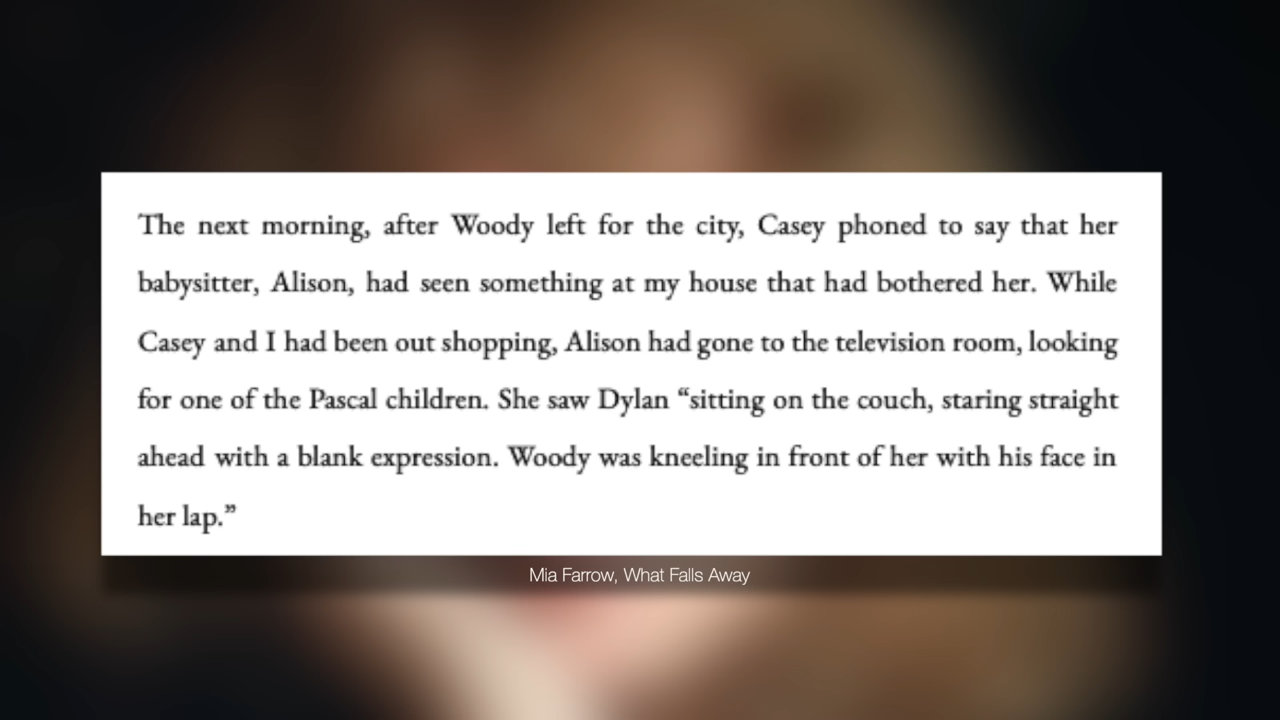 The next morning, after Woody left for the city, Casey phoned to say that her
babysitter, Alison, had seen something at my house that had bothered her. While
Casey and I had been out shopping, Alison had gone to the television room, looking
for one of the Pascal children. She saw Dylan “sitting on the couch, staring straight
ahead with a blank expression. Woody was kneeling in front of her with his face in
her lap.”
Mia Farrow, What Falls Away